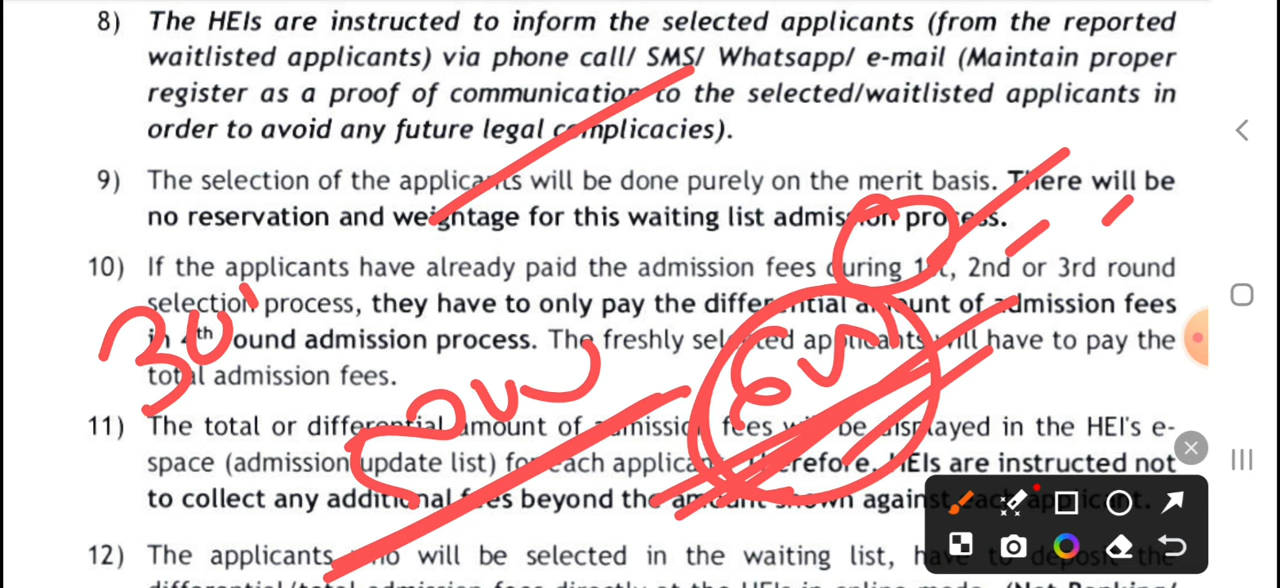 8) The HEIs are instructed to inform the selected applicants (from the reported
waitlisted applicants) via phone call/ SMS/ Whatsapp/ e-mail (Maintain proper
register as a proof of communication to the selected/waitlisted applicants in
order to avoid any future legal complicacies).
9) The selection of the applicants will be done purely on the merit basis. There will be
no reservation and weightage for this waiting list admission process.
10) If the applicants have already paid the admission fees during 1st, 2nd or 3rd round
selection process, they have to only pay the differential amount of admission fees
in 4th round admission process. The freshly selected applicants will have to pay the
total admission fees.
11) The total or differential amount of admission fees will be displayed in the HEI's e-
space (admission update list) for each applicant. Therefore, HEIs are instructed not
to collect any additional fees beyond the amount shown against each applicant.
12) The applicants who will be selected in the waiting list, have to deposit the